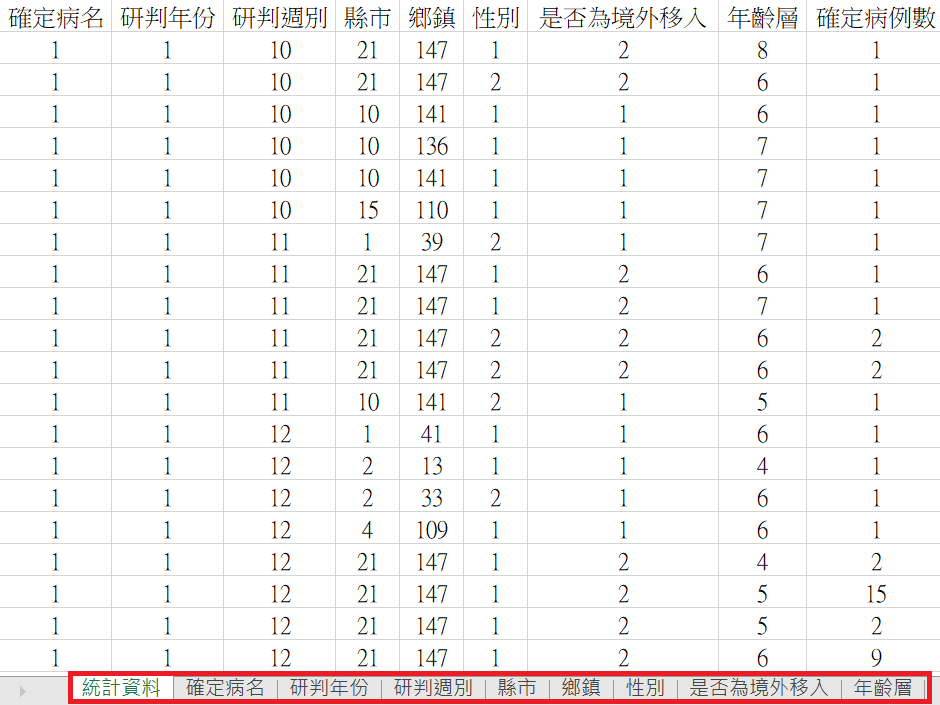 確定病名 研判年份 研判週別 縣市 鄉鎮 性別 是否為境外移入 年齡層 確定病例數
1 1 10 21 147 1 2 8 1
1 1 10 21 147 2 2 6 1
1 1 10 10 141 1 1 6 1
1 1 10 10 136 1 1 7 1
1 1 10 10 141 1 1 7 1
1 1 10 15 110 1 1 7 1
1 1 11 1 39 2 1 7 1
1 1 11 21 147 1 2 6 1
1 1 11 21 147 1 2 7 1
1 1 11 21 147 2 2 6 2
1 1 11 21 147 2 2 6 2
1 1 11 10 141 2 1 5 1
1 1 12 1 41 1 1 6 1
1 1 12 2 13 1 1 4 1
1 1 12 2 33 2 1 6 1
1 1 12 4 109 1 1 6 1
1 1 12 21 147 1 2 4 2
1 1 12 21 147 1 2 5 15
1 1 12 21 147 1 2 5 2
1 1 12 21 147 1 2 6 9
統計資料 確定病名 研判年份 研判週別 縣市 鄉鎮 性別 是否為境外移入 年齡層